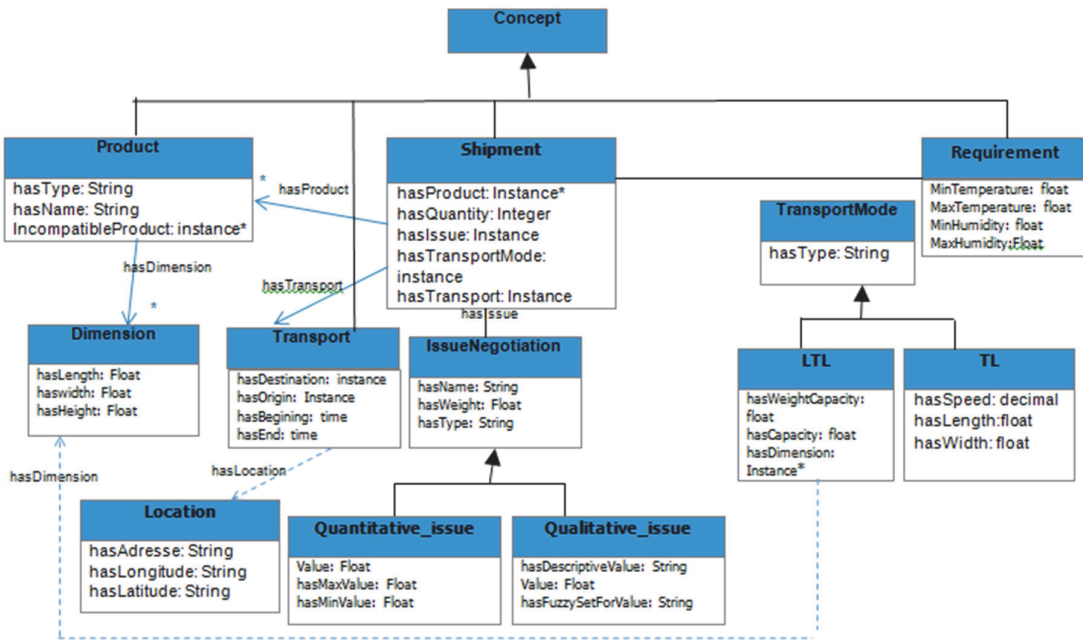 Concept
Product
hasType: String
hasName: String
IncompatibleProduct: instance*
*
hasProduct
Shipment
hasProduct: Instance*
hasQuantity: Integer
hasIssue: Instance
hasTransportMode:
instance
hasTransport: Instance
Requirement
MinTemperature: float
MaxTemperature: float
MinHumidity: float
MaxHumidity:Float
TransportMode
hasType: String
hasDimension
*
hasTransport
hasIssue
Dimension
hasLength: Float
haswidth: Float
hasHeight: Float
Transport
hasDestination: instance
hasOrigin: Instance
hasBegining: time
hasEnd: time
IssueNegotiation
hasName: String
hasWeight: Float
hasType: String
LTL
hasWeightCapacity:
float
hasCapacity: float
hasDimension:
Instance*
TL
hasSpeed: decimal
hasLength:float
hasWidth: float
hasDimension
hasLocation
Location
hasAdresse: String
hasLongitude: String
hasLatitude: String
Quantitative_issue
Value: Float
hasMaxValue: Float
hasMinValue: Float
Qualitative_issue
hasDescriptiveValue: String
Value: Float
hasFuzzySetForValue: String